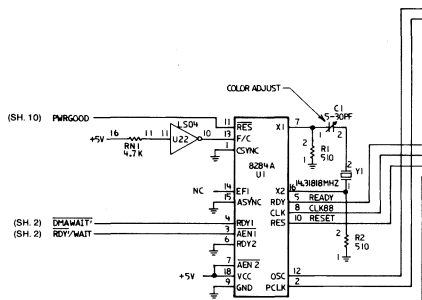 COLOR ADJUST
C1
5-30PF
LS04
(SH. 10) PWRGOOD
11 RES X1 7 1 2
+5V 16 11 11 U22 10 13 F/C
RN1
4.7K
1 CSYNC
8284A
U1
2 R1
1 510
2
Y1
1
14.31818MHZ
NC 14 EFI X2 16
15 ASYNC RDY 5 READY
CLK 8 CLK88
(SH. 2) DMAWAIT 4 RDY1 RES 10 RESET
(SH. 2) RDY/WAIT 3 AEN1
6 RDY2
2 R2
1 510
7 AEN2 OSC 12
+5V 18 VCC PCLK 2
9 GND